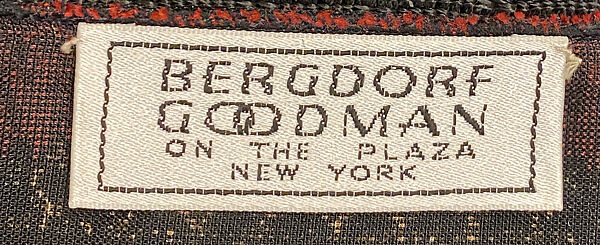 BERGDORF
GOODMAN
ON THE PLAZA
NEW YORK